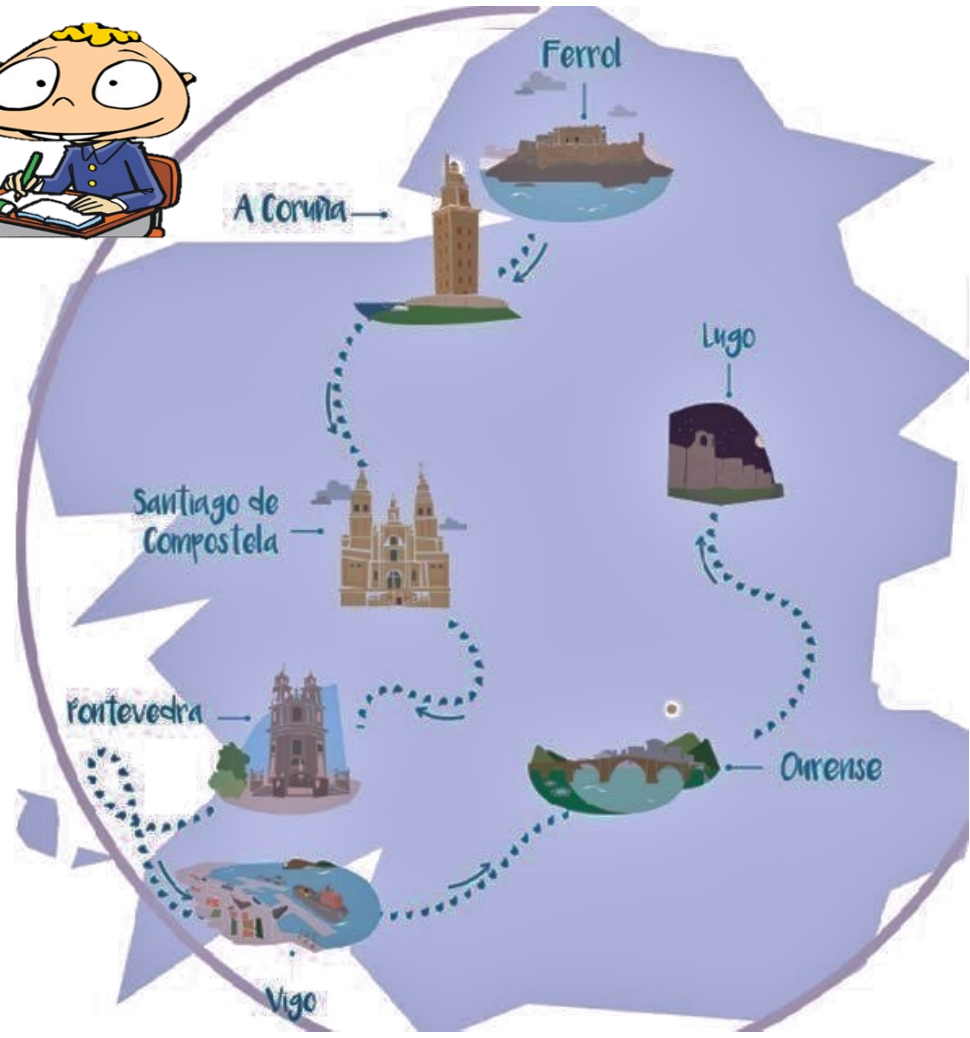 Ferrol
A Coruña
Lugo
Santiago de
Compostela
Pontevedra
Ourense
Vigo